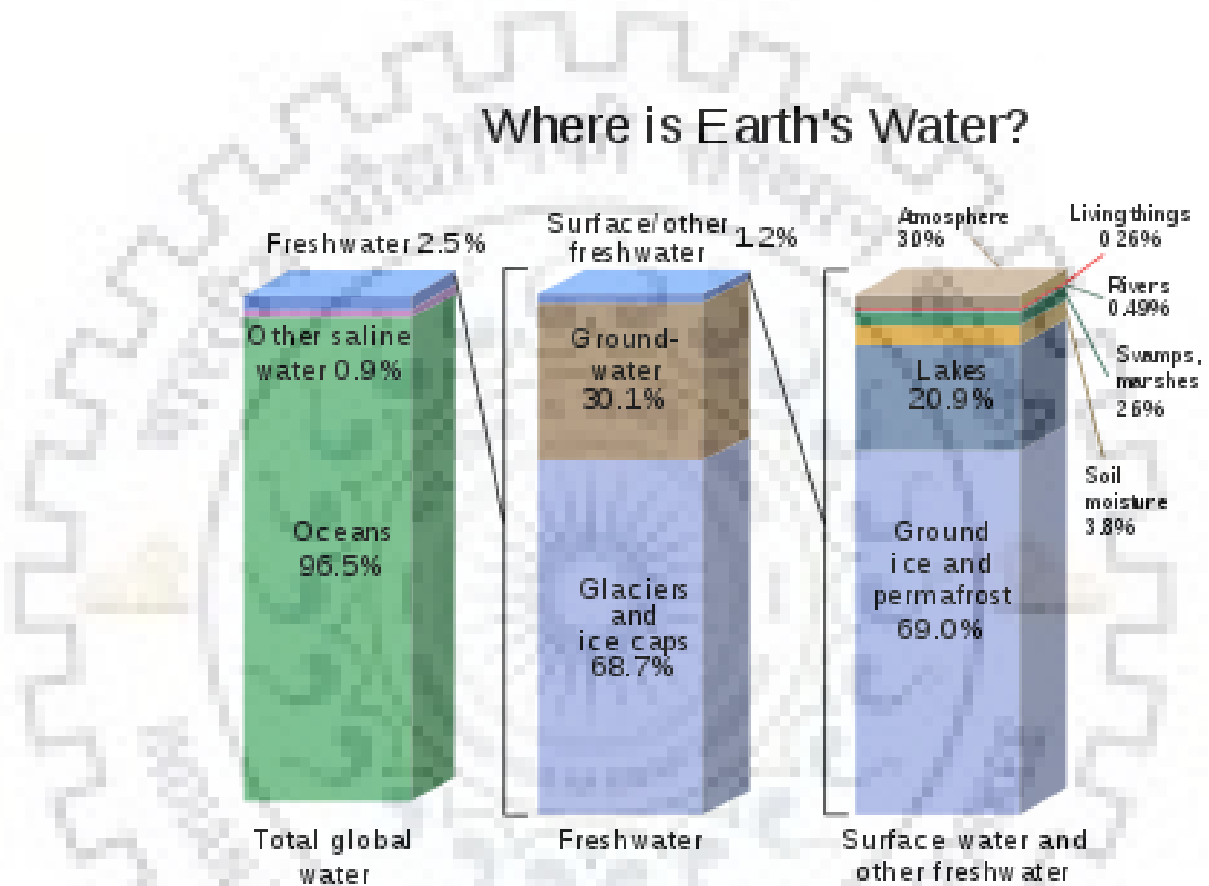 Where is Earth's Water?
Freshwater 2.5%
Surface/other
freshwater 1.2%
Atmosphere
3.0%
Living things
0.26%
Rivers
0.49%
Swamps,
marshes
2.6%
Soil
moisture
3.8%
Other saline
water 0.9%
Oceans
96.5%
Ground-
water
30.1%
Glaciers
and
ice caps
68.7%
Lakes
20.9%
Ground
ice and
permafrost
69.0%
Total global
water
Freshwater
Surface water and
other freshwater